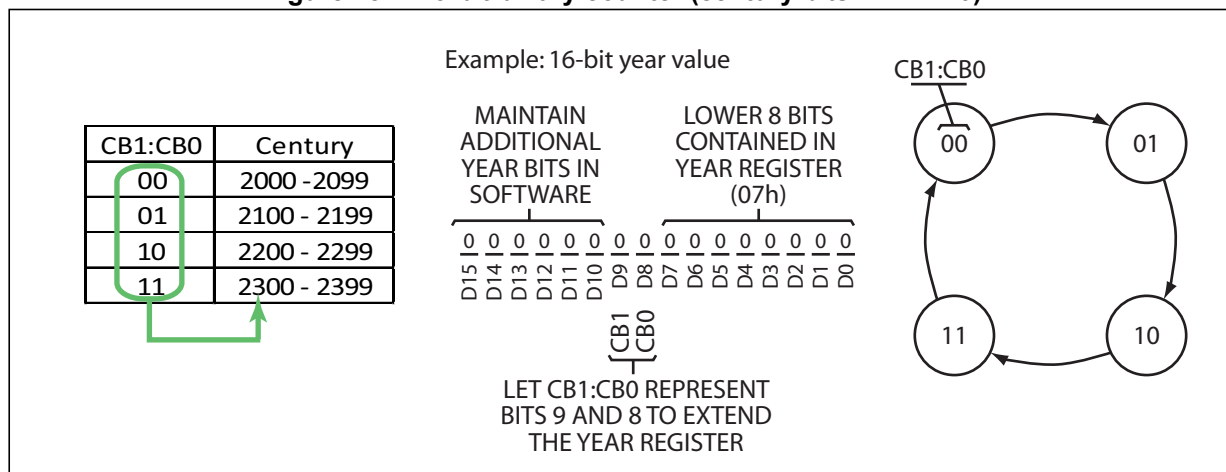 Example: 16-bit year value
CB1:CB0 Century
00 2000 -2099
01 2100 - 2199
10 2200 - 2299
11 2300 - 2399
MAINTAIN
ADDITIONAL
YEAR BITS IN
SOFTWARE
LOWER 8 BITS
CONTAINED IN
YEAR REGISTER
(07h)
0 0 0 0 0 0 0 0 0 0 0 0 0 0 0 0
D15 D14 D13 D12 D11 D10 D9 D8 D7 D6 D5 D4 D3 D2 D1 D0
CB1 CB0
LET CB1:CB0 REPRESENT
BITS 9 AND 8 TO EXTEND
THE YEAR REGISTER
CB1:CB0
00 01
11 10